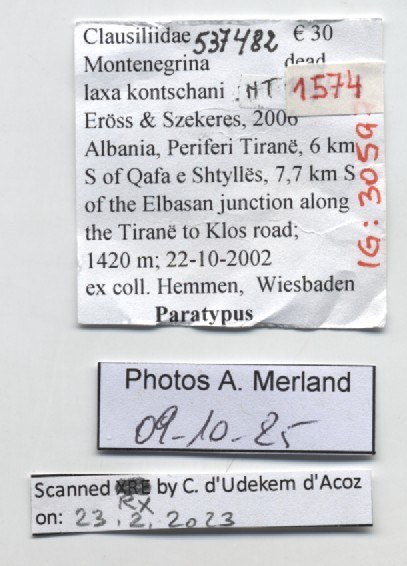 Clausiliidae 537482 € 30
Montenegrina dead
laxa kontschani : HT 1574
Eröss & Szekeres, 2006
Albania, Periferi Tiranë, 6 km
S of Qafa e Shtyllës, 7,7 km S
of the Elbasan junction along
the Tiranë to Klos road;
1420 m; 22-10-2002
ex coll. Hemmen, Wiesbaden
Paratypus
IG: 3059
Photos A. Merland
09-10-25
Scanned by C. d'Udekem d'Acoz
RX
on: 23.2.2023